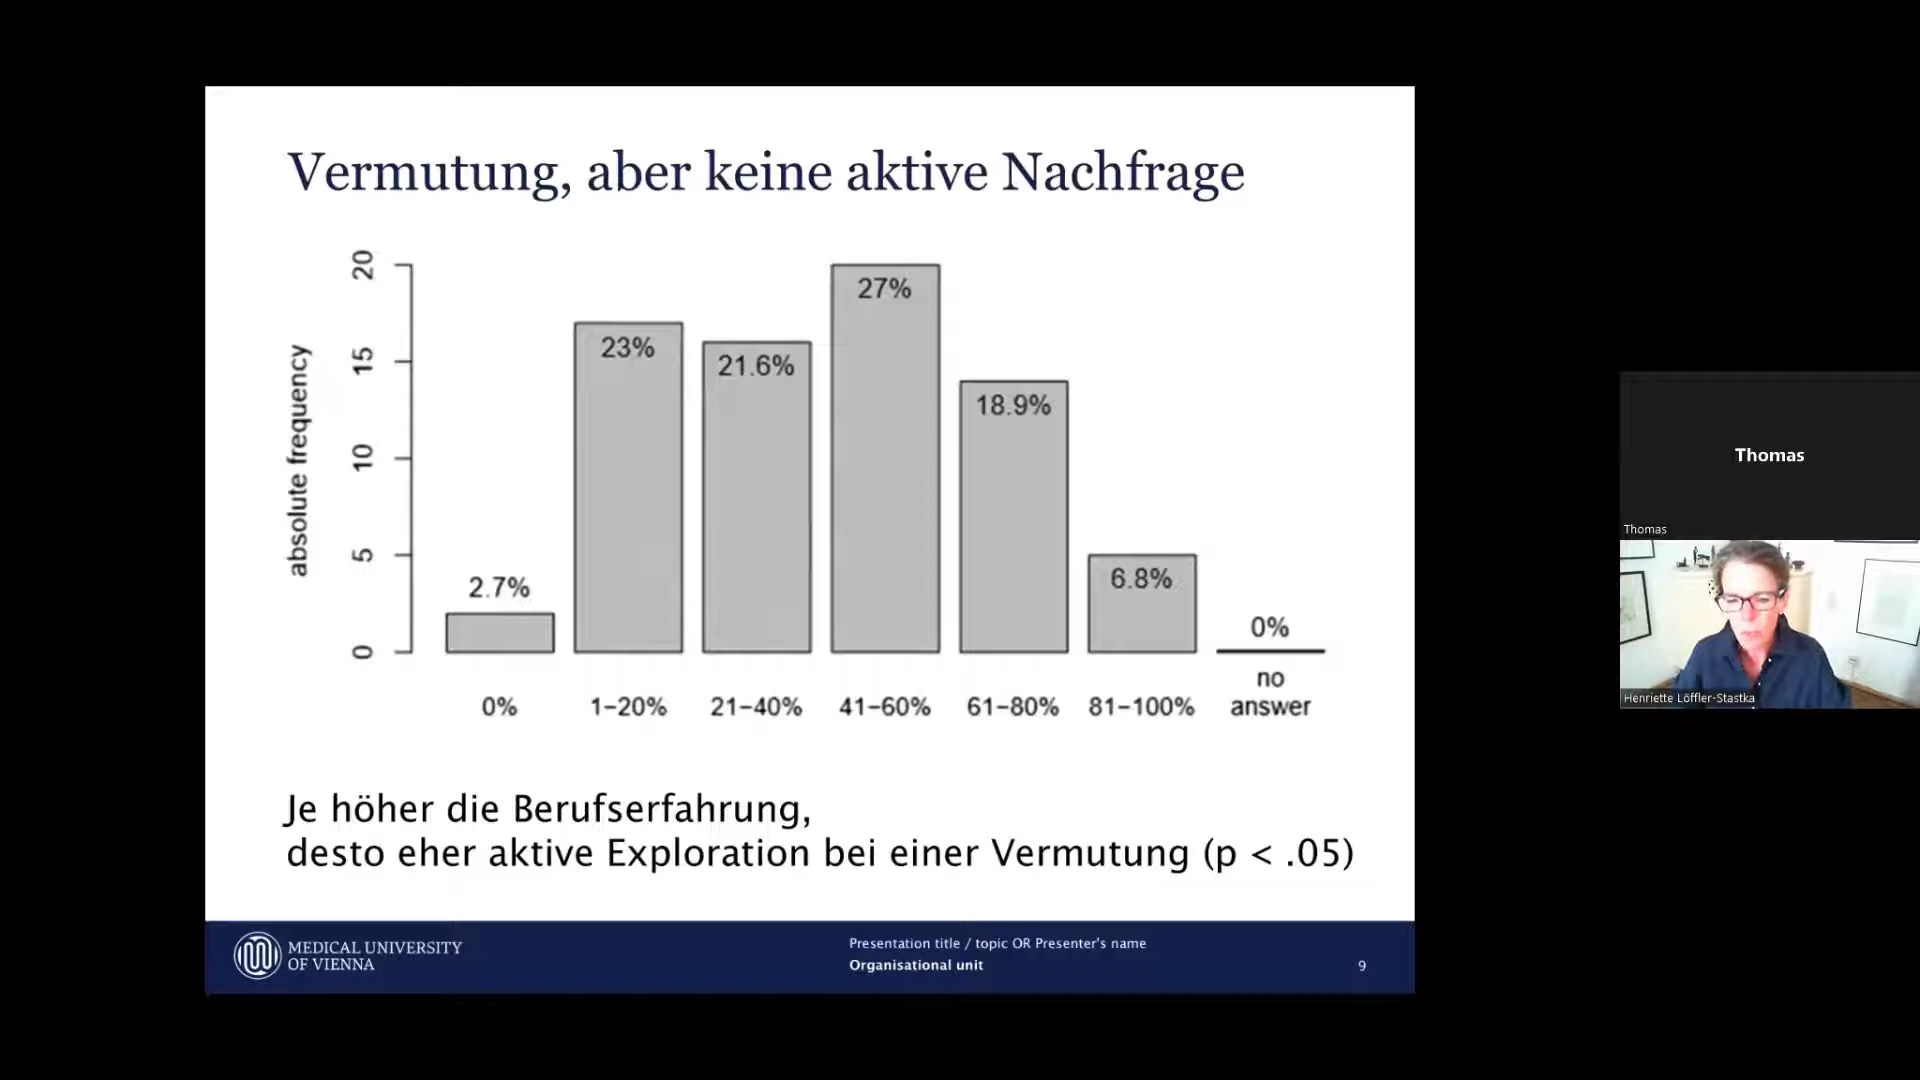 Vermutung, aber keine aktive Nachfrage
absolute frequency
20
15
10
5
0
2.7%
23%
21.6%
27%
18.9%
6.8%
0%
0%
1−20%
21−40%
41−60%
61−80%
81−100%
no
answer
Je höher die Berufserfahrung,
desto eher aktive Exploration bei einer Vermutung (p < .05)
MEDICAL UNIVERSITY
OF VIENNA
Presentation title / topic OR Presenter's name
Organisational unit
9
Thomas
Thomas
Henriette Löffler-Stastka